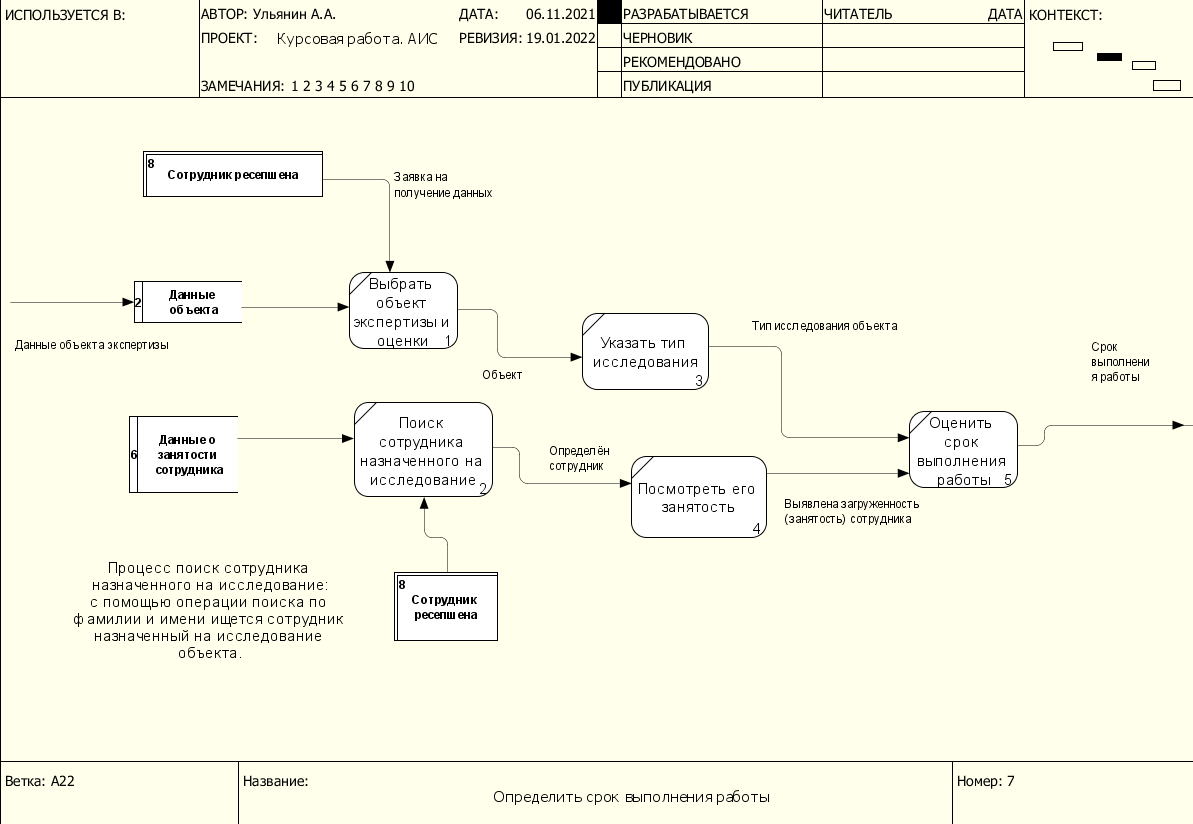 ИСПОЛЬЗУЕТСЯ В:
АВТОР: Ульянин А.А.
ДАТА: 06.11.2021
РАЗРАБАТЫВАЕТСЯ
ЧИТАТЕЛЬ
ДАТА
КОНТЕКСТ:
ПРОЕКТ: Курсовая работа. АИС
РЕВИЗИЯ: 19.01.2022
ЧЕРНОВИК
РЕКОМЕНДОВАНО
ЗАМЕЧАНИЯ: 1 2 3 4 5 6 7 8 9 10
ПУБЛИКАЦИЯ
8
Сотрудник ресепшена
Заявка на
получение данных
2
Данные
объекта
Данные объекта экспертизы
Выбрать
объект
экспертизы и
оценки 1
Объект
Указать тип
исследования
3
Тип исследования объекта
Срок
выполнени
я работы
6
Данные о
занятости
сотрудника
Поиск
сотрудника
назначенного на
исследование 2
Определён
сотрудник
Посмотреть его
занятость
4
Выявлена загруженность
(занятость) сотрудника
Оценить
срок
выполнения
работы 5
8
Сотрудник
ресепшена
Процесс поиск сотрудника
назначенного на исследование:
с помощью операции поиска по
фамилии и имени ищется сотрудник
назначенный на исследование
объекта.
Ветка: A22
Название:
Определить срок выполнения работы
Номер: 7